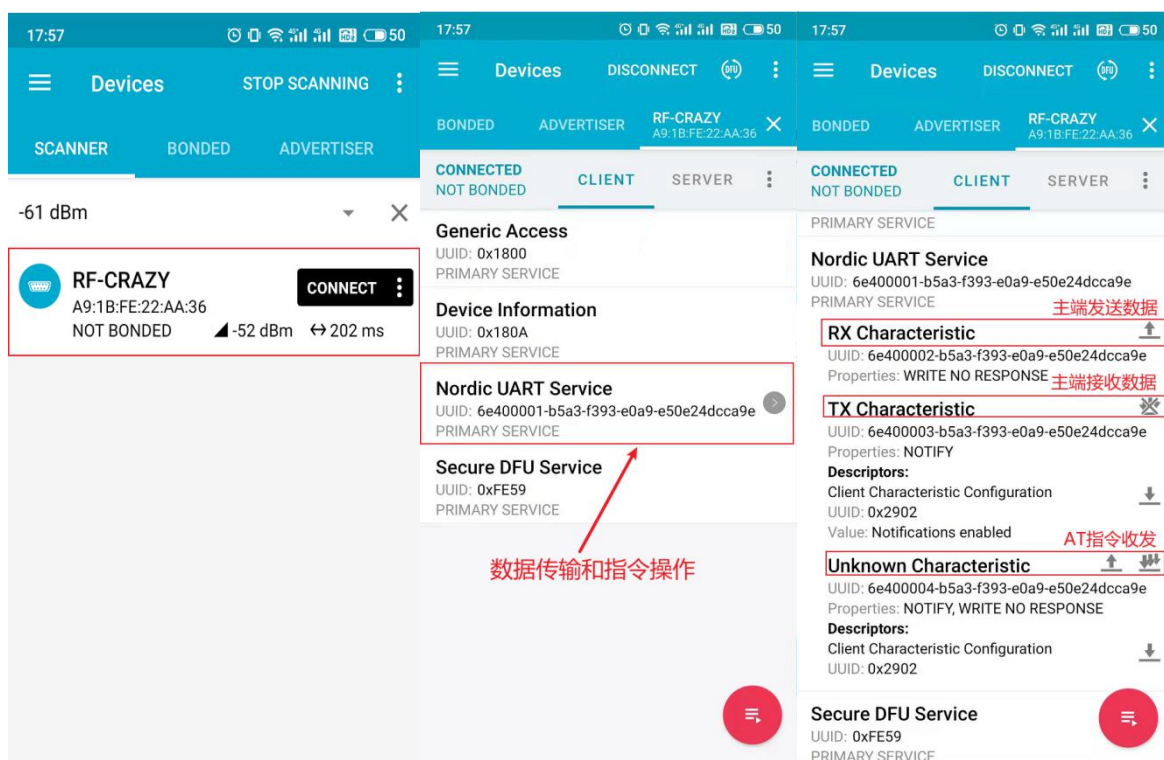 17:57
50
Devices
STOP SCANNING
SCANNER
BONDED
ADVERTISER
-61 dBm
RF-CRAZY
CONNECT
A9:1B:FE:22:AA:36
NOT BONDED
-52 dBm
202 ms
17:57
50
Devices
DISCONNECT
DFU
BONDED
ADVERTISER
RF-CRAZY
A9:1B:FE:22:AA:36
CONNECTED
NOT BONDED
CLIENT
SERVER
Generic Access
UUID: 0x1800
PRIMARY SERVICE
Device Information
UUID: 0x180A
PRIMARY SERVICE
Nordic UART Service
UUID: 6e400001-b5a3-f393-e0a9-e50e24dcca9e
PRIMARY SERVICE
Secure DFU Service
UUID: 0xFE59
PRIMARY SERVICE
数据传输和指令操作
17:57
50
Devices
DISCONNECT
DFU
BONDED
ADVERTISER
RF-CRAZY
A9:1B:FE:22:AA:36
CONNECTED
NOT BONDED
CLIENT
SERVER
PRIMARY SERVICE
Nordic UART Service
UUID: 6e400001-b5a3-f393-e0a9-e50e24dcca9e
PRIMARY SERVICE
主端发送数据
RX Characteristic
UUID: 6e400002-b5a3-f393-e0a9-e50e24dcca9e
Properties: WRITE NO RESPONSE
主端接收数据
TX Characteristic
UUID: 6e400003-b5a3-f393-e0a9-e50e24dcca9e
Properties: NOTIFY
Descriptors:
Client Characteristic Configuration
UUID: 0x2902
Value: Notifications enabled
AT指令收发
Unknown Characteristic
UUID: 6e400004-b5a3-f393-e0a9-e50e24dcca9e
Properties: NOTIFY, WRITE NO RESPONSE
Descriptors:
Client Characteristic Configuration
UUID: 0x2902
Secure DFU Service
UUID: 0xFE59
PRIMARY SERVICE